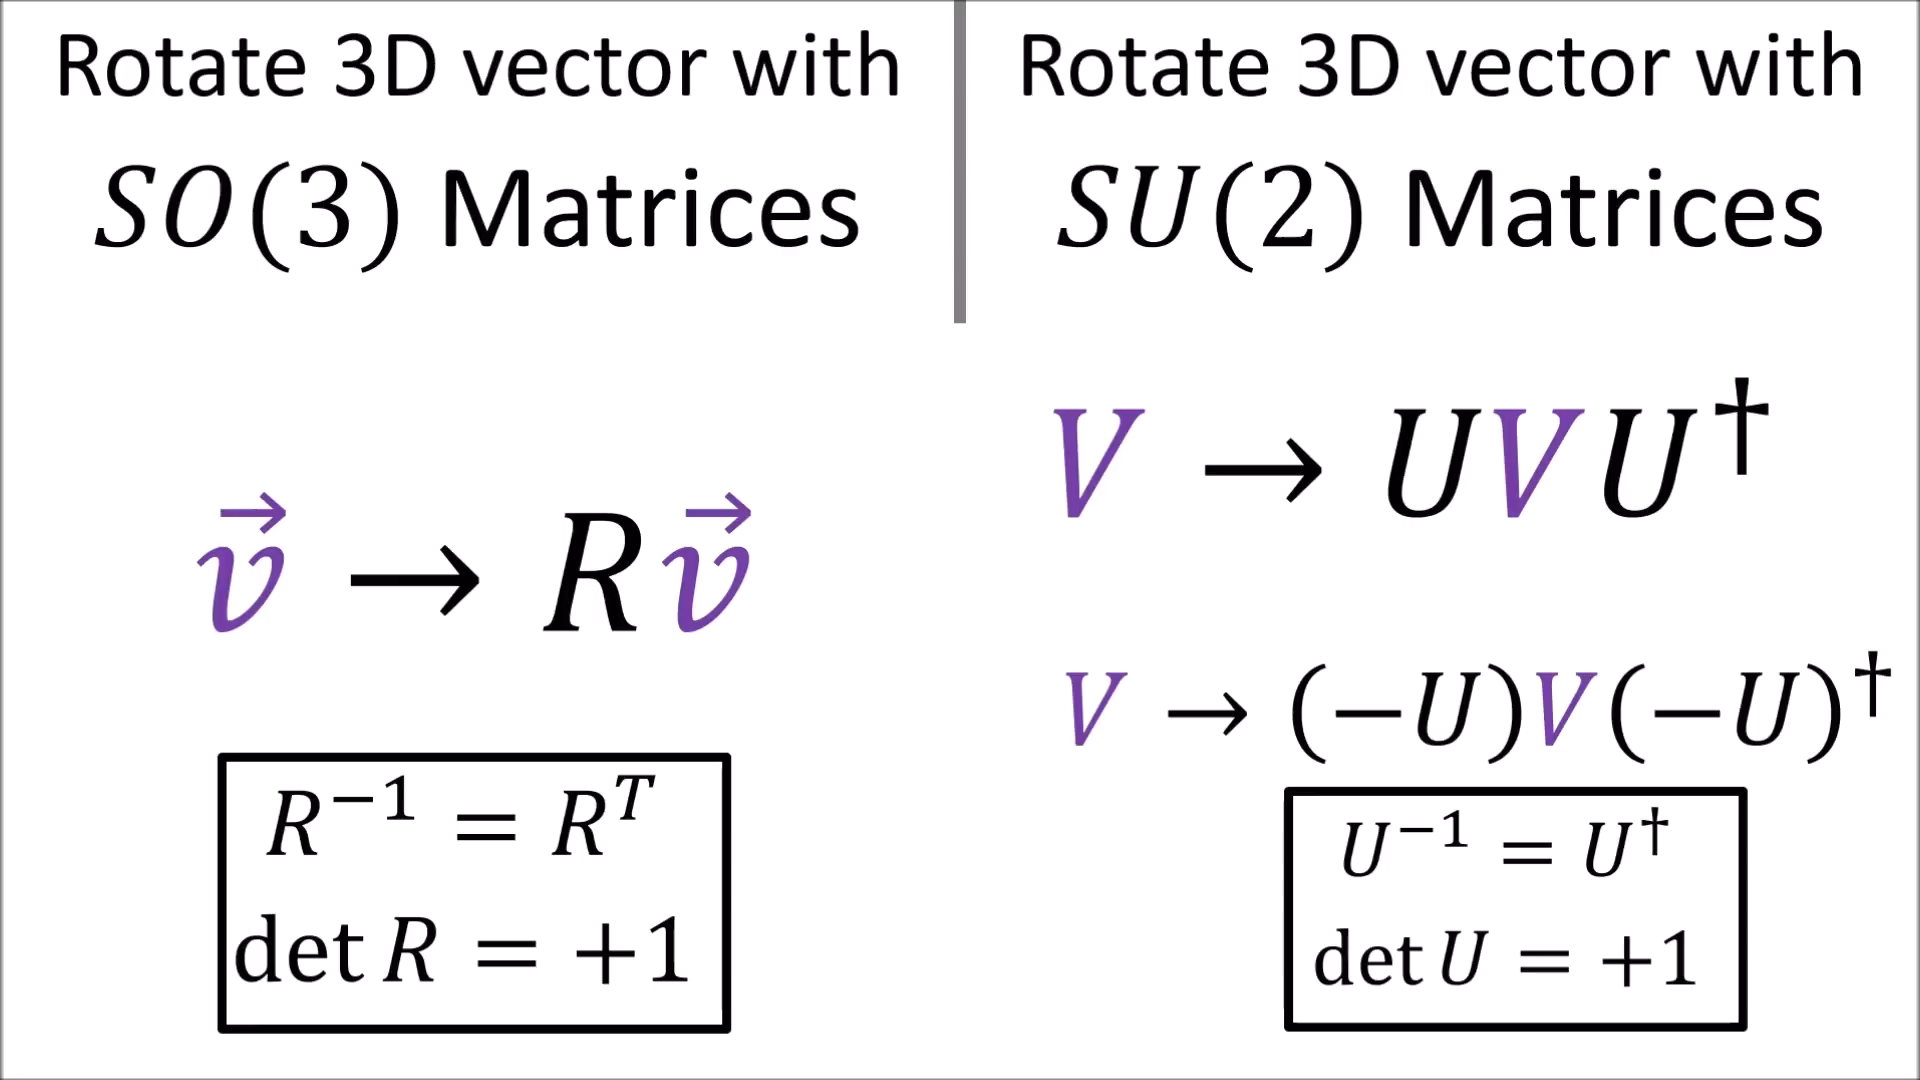 Rotate 3D vector with
SO(3) Matrices
v⃗ → Rv⃗
R⁻¹ = Rᵀ
det R = +1
Rotate 3D vector with
SU(2) Matrices
V → UVU†
V → (−U)V(−U)†
U⁻¹ = U†
det U = +1